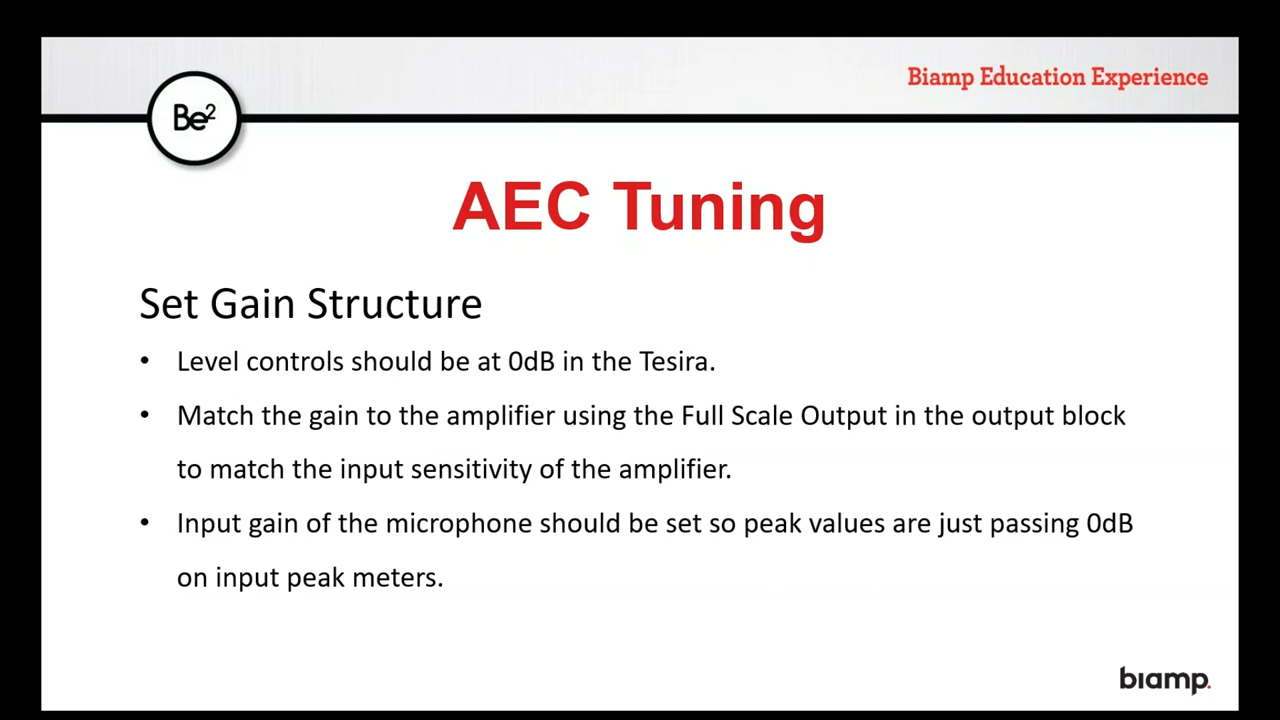 Biamp Education Experience
Be²
AEC Tuning
Set Gain Structure
• Level controls should be at 0dB in the Tesira.
• Match the gain to the amplifier using the Full Scale Output in the output block
to match the input sensitivity of the amplifier.
• Input gain of the microphone should be set so peak values are just passing 0dB
on input peak meters.
biamp.